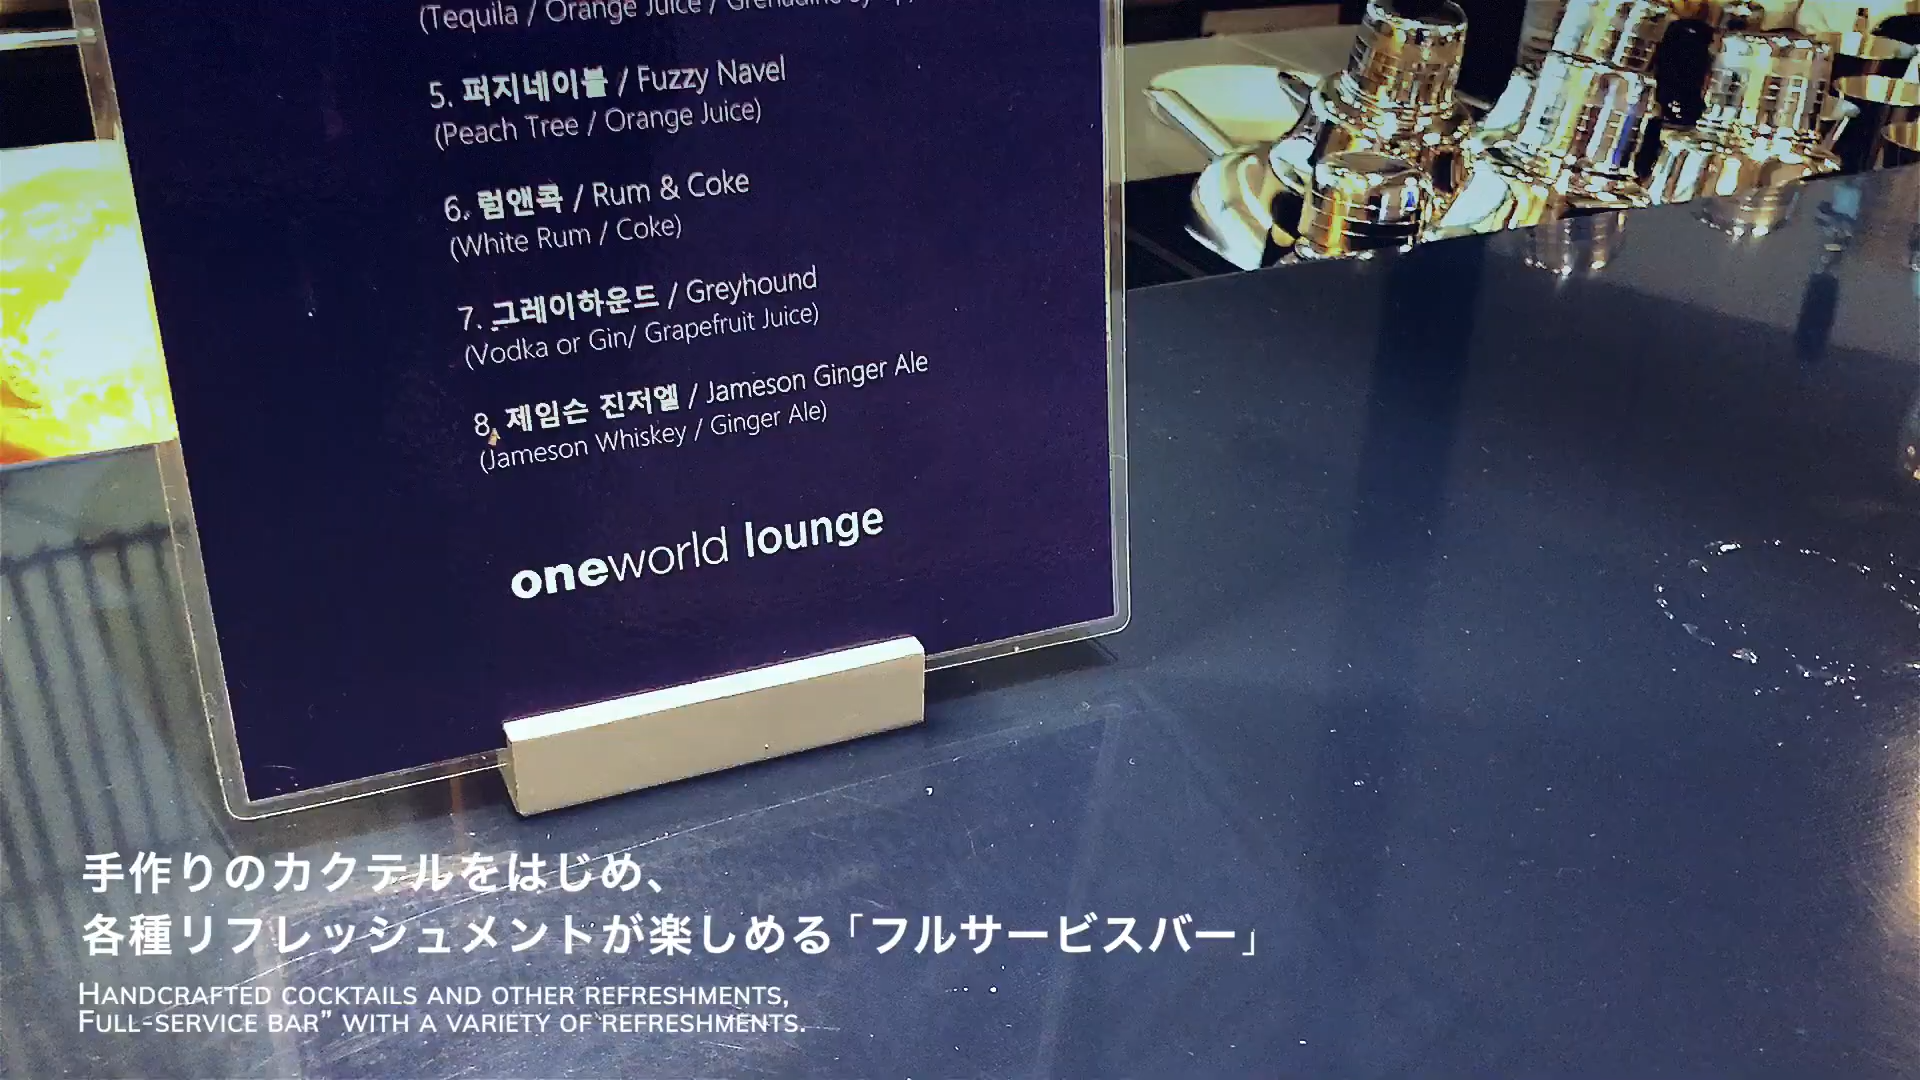 (Tequila / Orange Juice / Grenadine
5. 퍼지네이블 / Fuzzy Navel
(Peach Tree / Orange Juice)
6. 럼앤콕 / Rum & Coke
(White Rum / Coke)
7. 그레이하운드 / Greyhound
(Vodka or Gin/ Grapefruit Juice)
8. 제임슨 진저엘 / Jameson Ginger Ale
(Jameson Whiskey / Ginger Ale)
oneworld lounge
手作りのカクテルをはじめ、
各種リフレッシュメントが楽しめる「フルサービスバー」
HANDCRAFTED COCKTAILS AND OTHER REFRESHMENTS,
FULL-SERVICE BAR” WITH A VARIETY OF REFRESHMENTS.